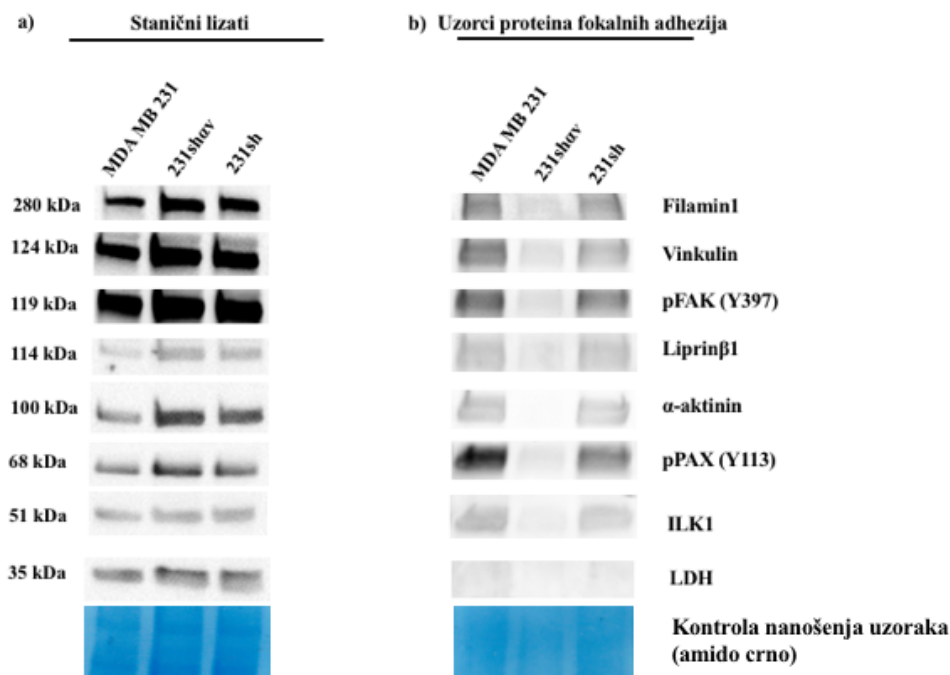 a) Stanični lizati
b) Uzorci proteina fokalnih adhezija
MDA MB 231
231shαv
231sh
MDA MB 231
231shαv
231sh
280 kDa
Filamin1
124 kDa
Vinkulin
119 kDa
pFAK (Y397)
114 kDa
Liprinβ1
100 kDa
α-aktinin
68 kDa
pPAX (Y113)
51 kDa
ILK1
35 kDa
LDH
Kontrola nanošenja uzoraka
(amido crno)